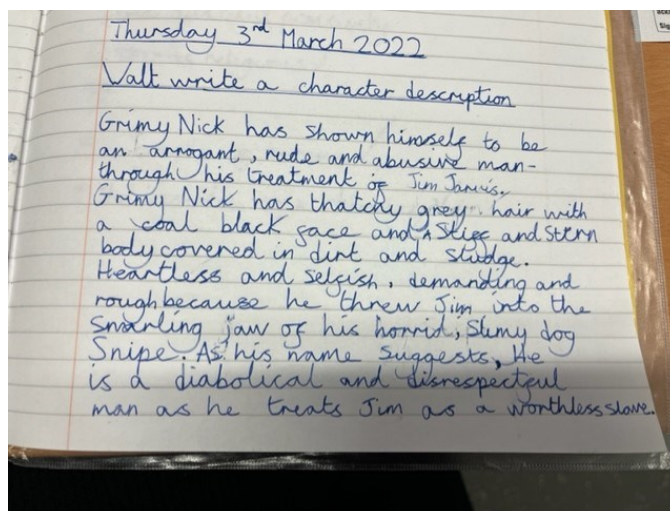 Thursday 3rd March 2022
Walt write a character description
Grimy Nick has shown himself to be
an arrogant, rude and abusive man-
through his treatment of Jim Jarvis.
Grimy Nick has thatchy grey hair with
a coal black face and a stiff and stern
body covered in dirt and sludge.
Heartless and selfish, demanding and
rough because he threw Jim into the
snarling jaw of his horrid, slimy dog
Snipe. As his name suggests, He
is a diabolical and disrespectful
man as he treats Jim as a worthless slave.